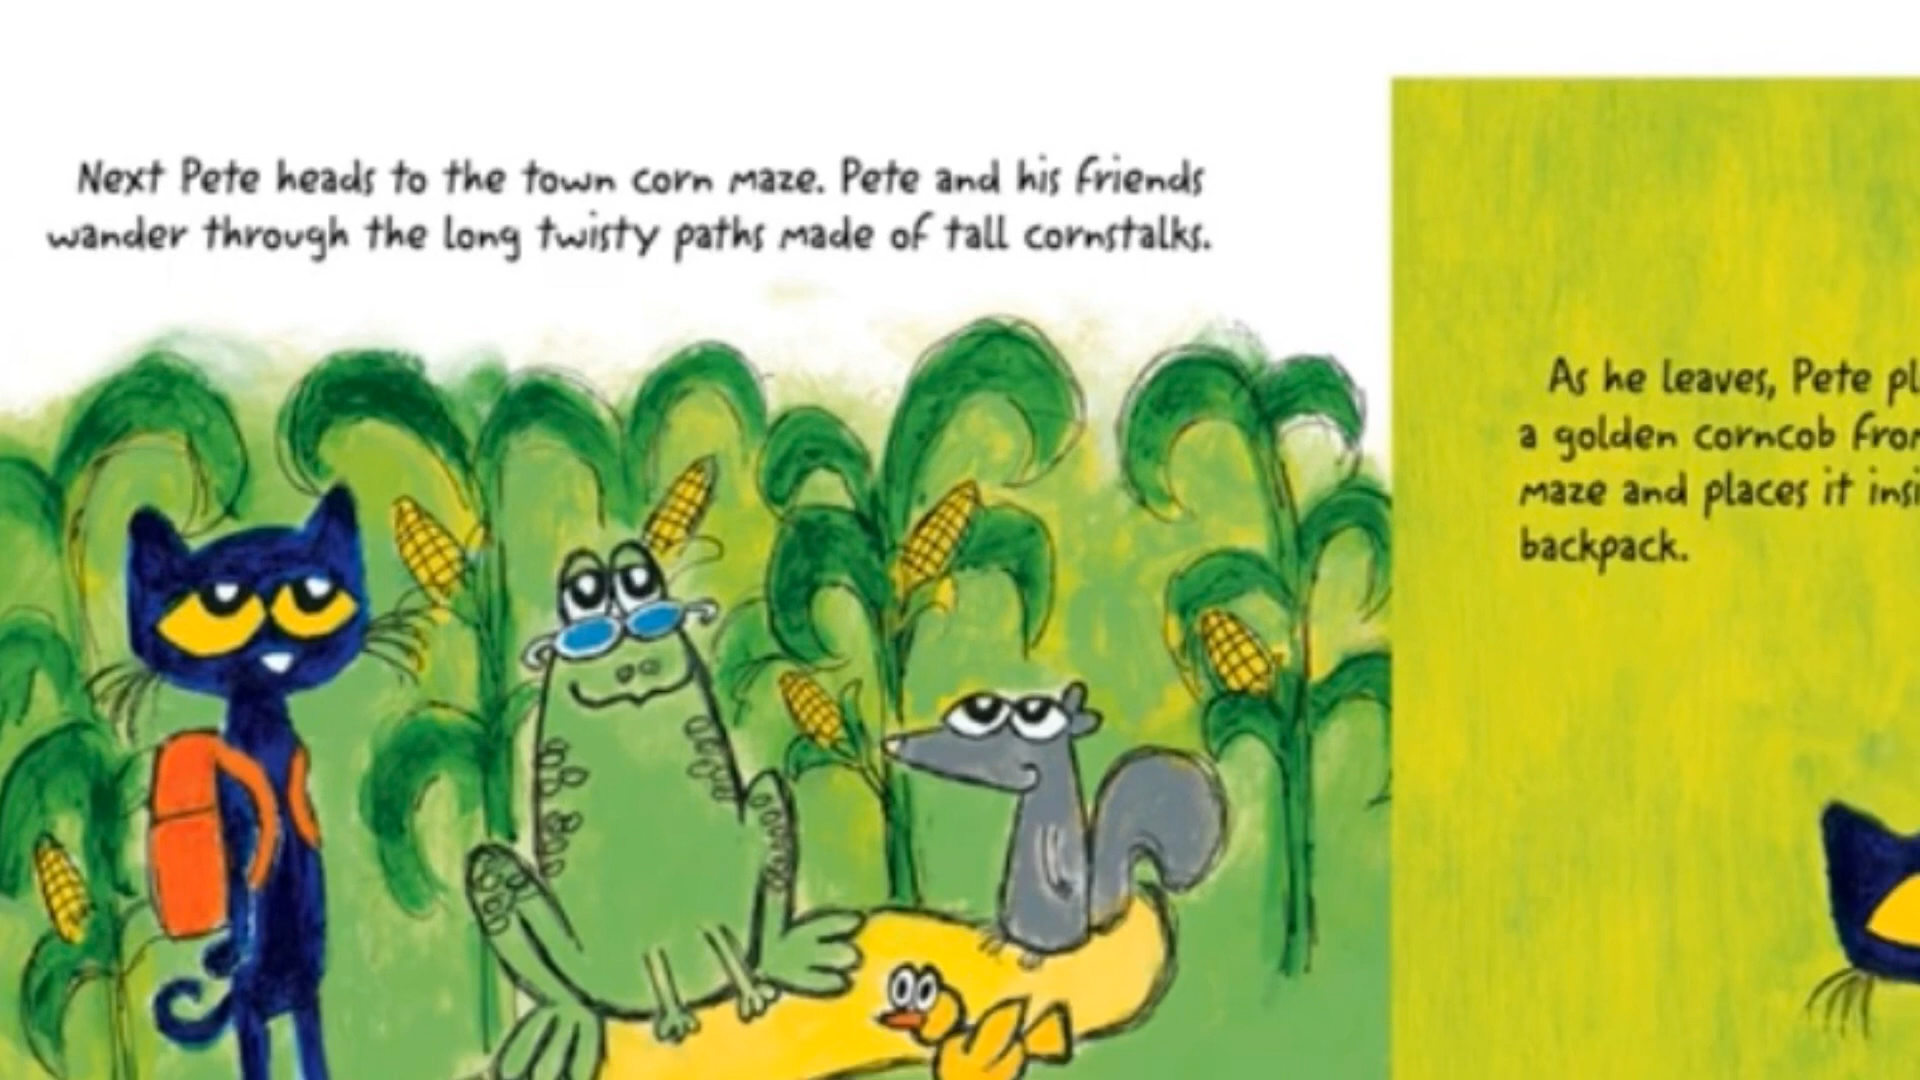 Next Pete heads to the town corn maze. Pete and his friends
wander through the long twisty paths made of tall cornstalks.
As he leaves, Pete
a golden corncob
maze and places it
backpack.